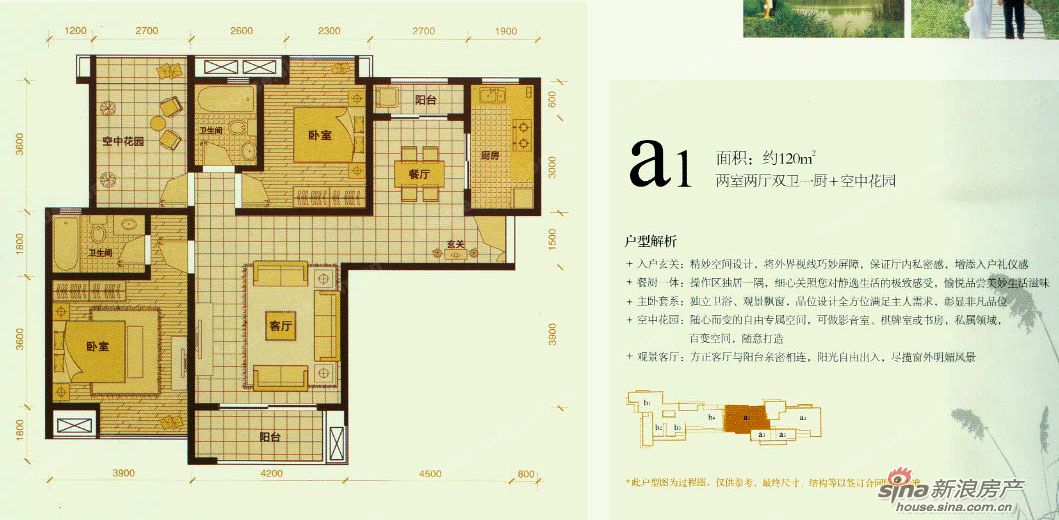 1200 2700 2600 2300 2700 1900
3600
1800
3600
1800
600
3000
1500
3900
3900 4200 4500 800
空中花园
卫生间
卧室
阳台
餐厅
厨房
玄关
卫生间
卧室
客厅
阳台
a1
面积：约120m²
两室两厅双卫一厨+空中花园
户型解析
+ 入户玄关：精妙空间设计，将外界视线巧妙屏障，保证厅内私密感，增添入户礼仪感
+ 餐厨一体：操作区独居一隅，细心关照您对静逸生活的极致感受，愉悦品尝美妙生活滋味
+ 主卧套系：独立卫浴、观景飘窗，品位设计全方位满足主人需求，彰显非凡品位
+ 空中花园：随心而变的自由专属空间，可做影音室、棋牌室或书房，私属领域，
百变空间，随意打造
+ 观景客厅：方正客厅与阳台亲密相连，阳光自由出入，尽揽窗外明媚风景
b1
b2 b3
b4
a1
a2 a2
a3
*此户型图为过程图，仅供参考，最终尺寸、结构等以签订合同
sina新浪房产
house.sina.com.cn